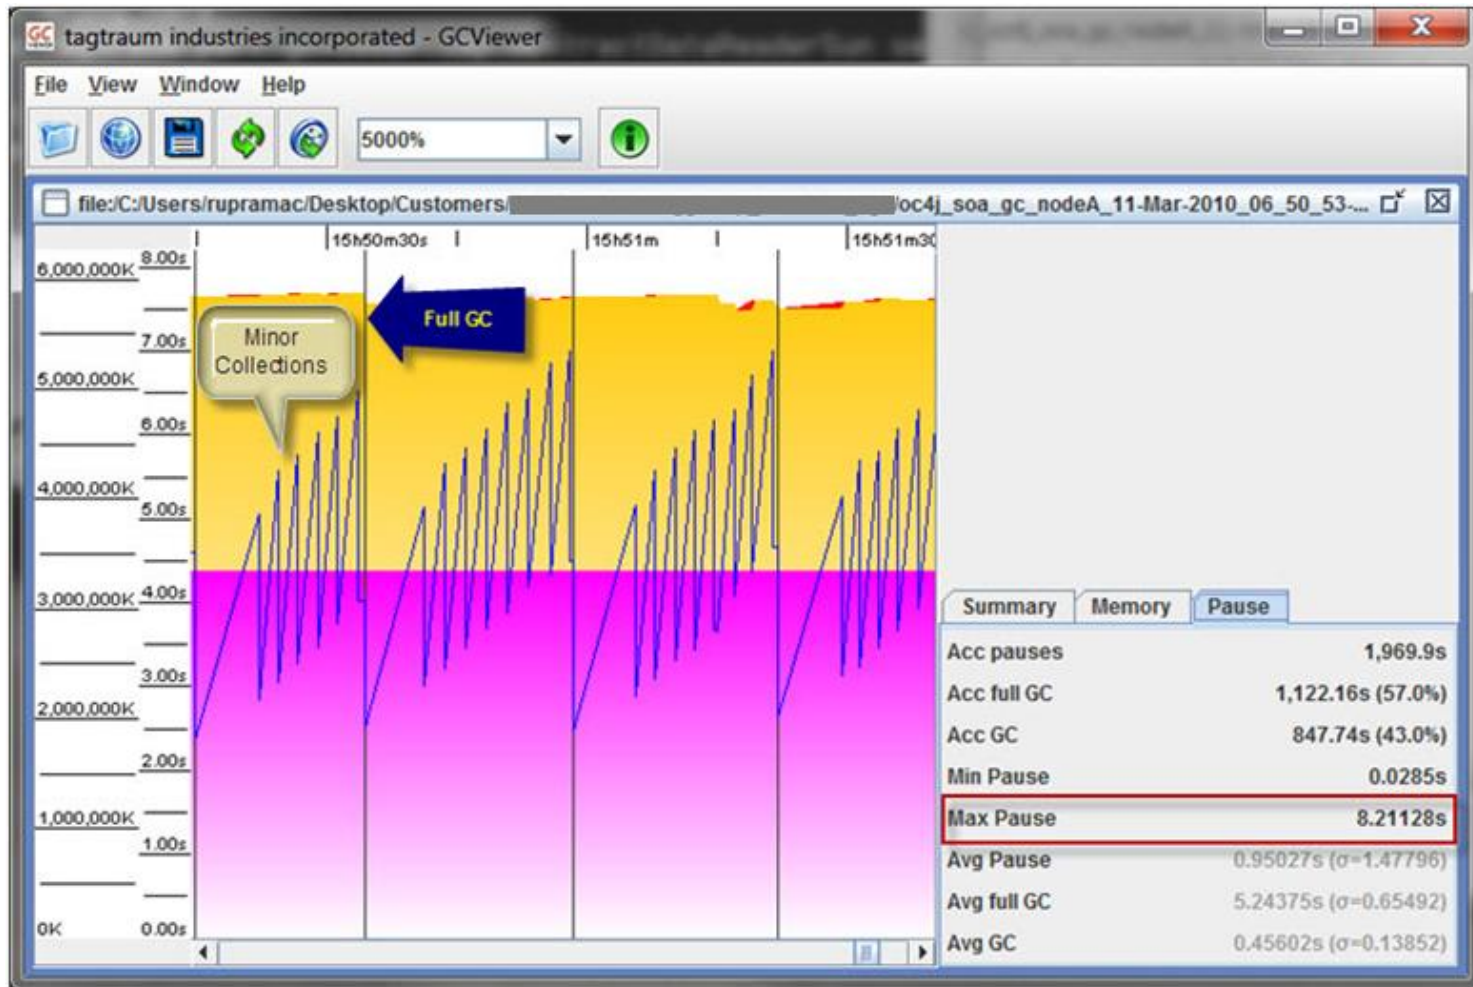 tagtraum industries incorporated - GCViewer
File View Window Help
5000%
file:/C:/Users/rupramac/Desktop/Customers/ /oc4j_soa_gc_nodeA_11-Mar-2010_06_50_53-...
15h50m30s 15h51m 15h51m30
8.00s
6,000,000K
7.00s
5,000,000K
6.00s
4,000,000K
5.00s
3,000,000K 4.00s
3.00s
2,000,000K
2.00s
1,000,000K
1.00s
0K 0.00s
Minor
Collections
Full GC
Summary Memory Pause
Acc pauses 1,969.9s
Acc full GC 1,122.16s (57.0%)
Acc GC 847.74s (43.0%)
Min Pause 0.0285s
Max Pause 8.21128s
Avg Pause 0.95027s (σ=1.47796)
Avg full GC 5.24375s (σ=0.65492)
Avg GC 0.45602s (σ=0.13852)